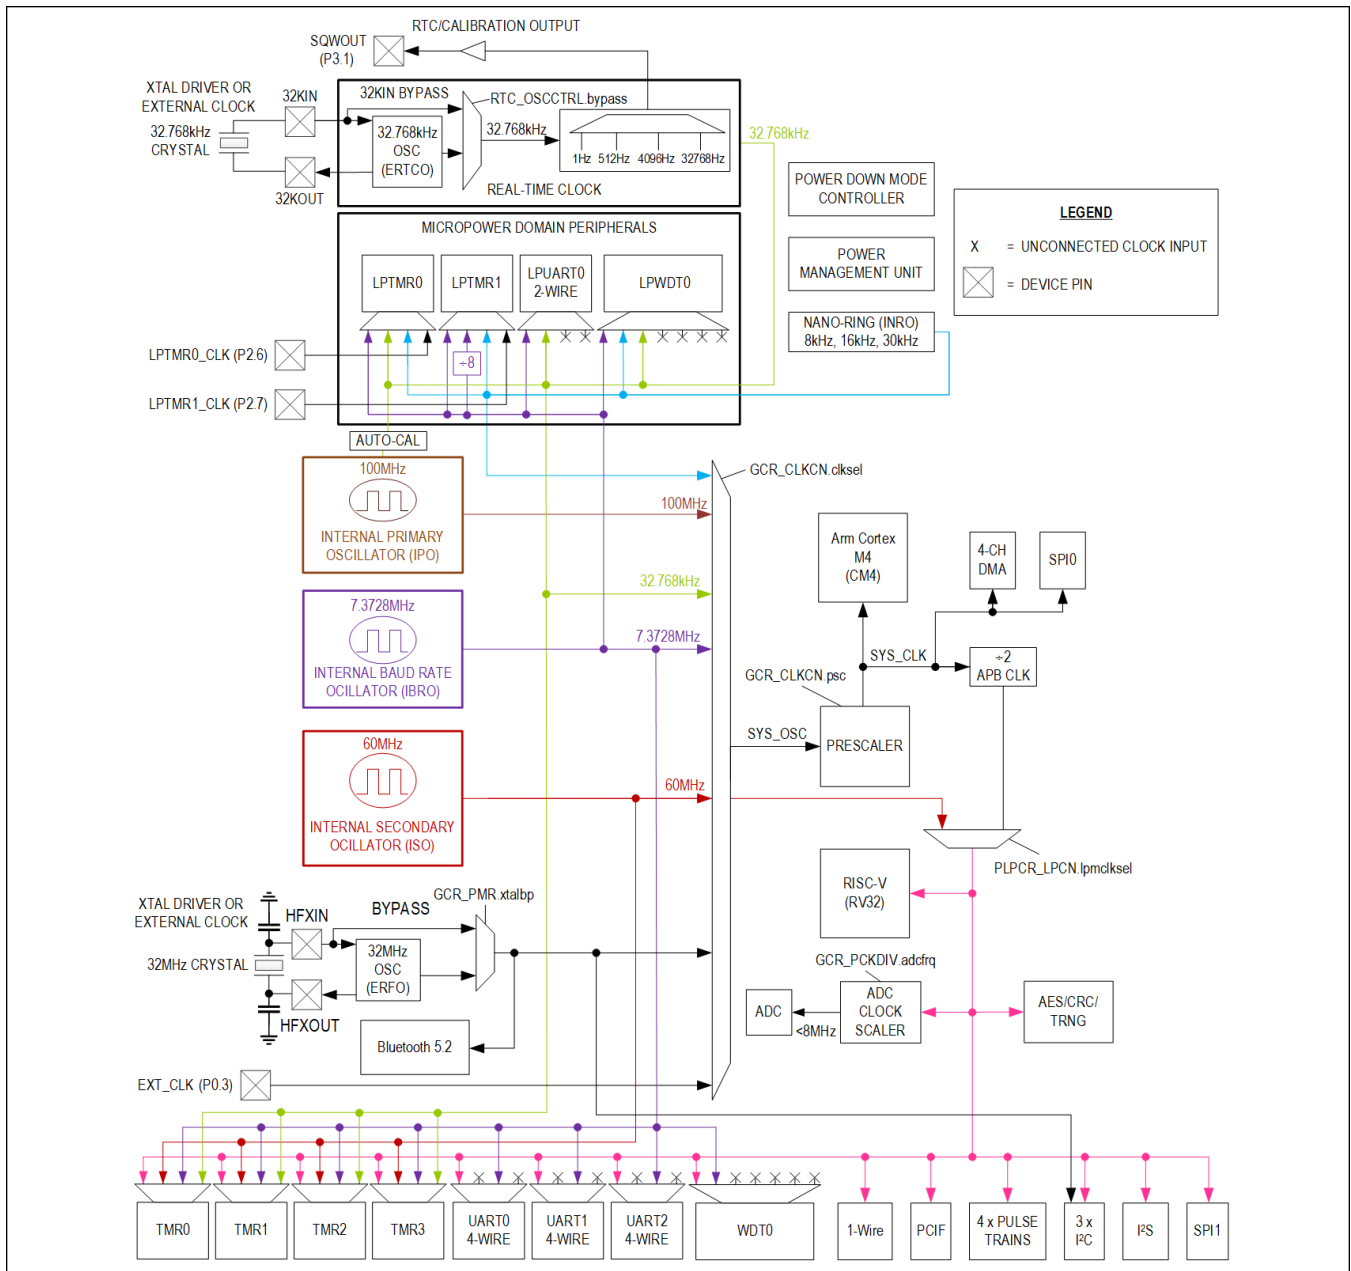 RTC/CALIBRATION OUTPUT
SQWOUT
(P3.1)
XTAL DRIVER OR
EXTERNAL CLOCK
32KIN
32KIN BYPASS
RTC_OSCCTRL.bypass
32.768kHz
CRYSTAL
32.768kHz
OSC
(ERTCO)
32.768kHz
1Hz
512Hz
4096Hz
32768Hz
32.768kHz
32KOUT
REAL-TIME CLOCK
POWER DOWN MODE
CONTROLLER
LEGEND
X
= UNCONNECTED CLOCK INPUT
= DEVICE PIN
MICROPOWER DOMAIN PERIPHERALS
POWER
MANAGEMENT UNIT
LPTMR0
LPTMR1
LPUART0
2-WIRE
LPWDT0
NANO-RING (INRO)
8kHz, 16kHz, 30kHz
X
X
X
X
X
X
LPTMR0_CLK (P2.6)
÷8
LPTMR1_CLK (P2.7)
AUTO-CAL
100MHz
INTERNAL PRIMARY
OSCILLATOR (IPO)
GCR_CLKCN.clksel
100MHz
Arm Cortex
M4
(CM4)
4-CH
DMA
SPI0
32.768kHz
7.3728MHz
INTERNAL BAUD RATE
OCILLATOR (IBRO)
7.3728MHz
SYS_CLK
÷2
APB CLK
GCR_CLKCN.psc
SYS_OSC
PRESCALER
60MHz
INTERNAL SECONDARY
OCILLATOR (ISO)
60MHz
PLPCR_LPCN.lpmclksel
RISC-V
(RV32)
XTAL DRIVER OR
EXTERNAL CLOCK
HFXIN
BYPASS
GCR_PMR.xtalbp
32MHz CRYSTAL
32MHz
OSC
(ERFO)
HFXOUT
GCR_PCKDIV.adcfrq
ADC
<8MHz
ADC
CLOCK
SCALER
AES/CRC/
TRNG
Bluetooth 5.2
EXT_CLK (P0.3)
X
X
X
X
X
X
X
X
X
X
X
TMR0
TMR1
TMR2
TMR3
UART0
4-WIRE
UART1
4-WIRE
UART2
4-WIRE
WDT0
1-Wire
PCIF
4 x PULSE
TRAINS
3 x
I²C
I²S
SPI1